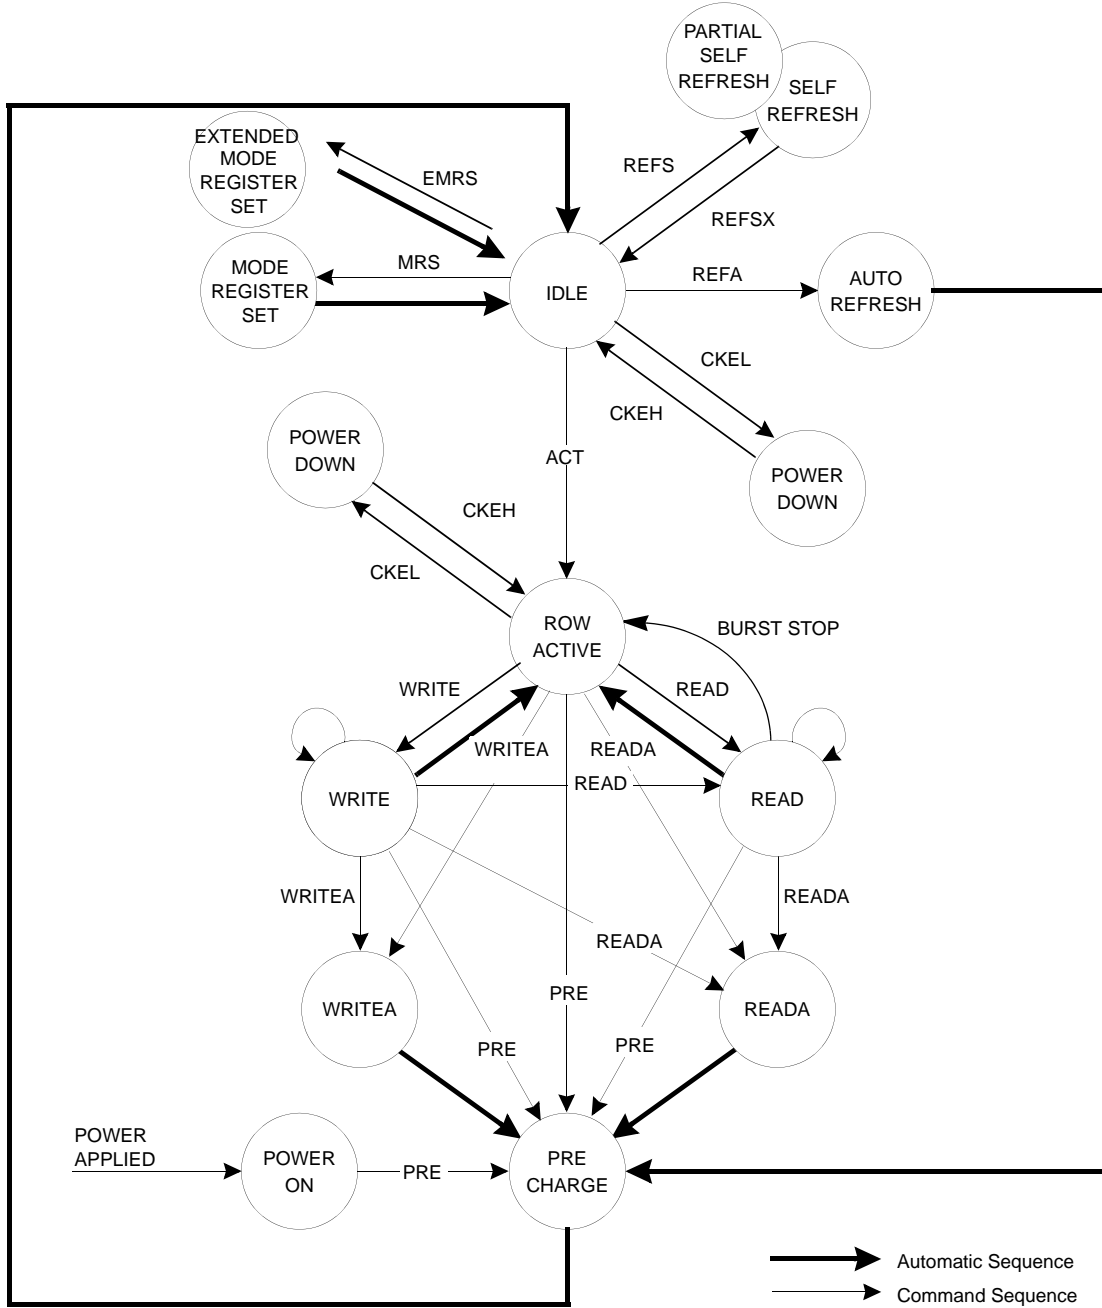 PARTIAL
SELF
REFRESH
SELF
REFRESH
EXTENDED
MODE
REGISTER
SET
EMRS
REFS
REFSX
MODE
REGISTER
SET
MRS
IDLE
REFA
AUTO
REFRESH
CKEL
CKEH
POWER
DOWN
ACT
POWER
DOWN
CKEH
CKEL
ROW
ACTIVE
BURST STOP
WRITE
READ
WRITEA
READA
WRITE
READ
READ
WRITEA
READA
READA
WRITEA
PRE
READA
PRE
PRE
POWER
APPLIED
POWER
ON
PRE
PRE
CHARGE
Automatic Sequence
Command Sequence